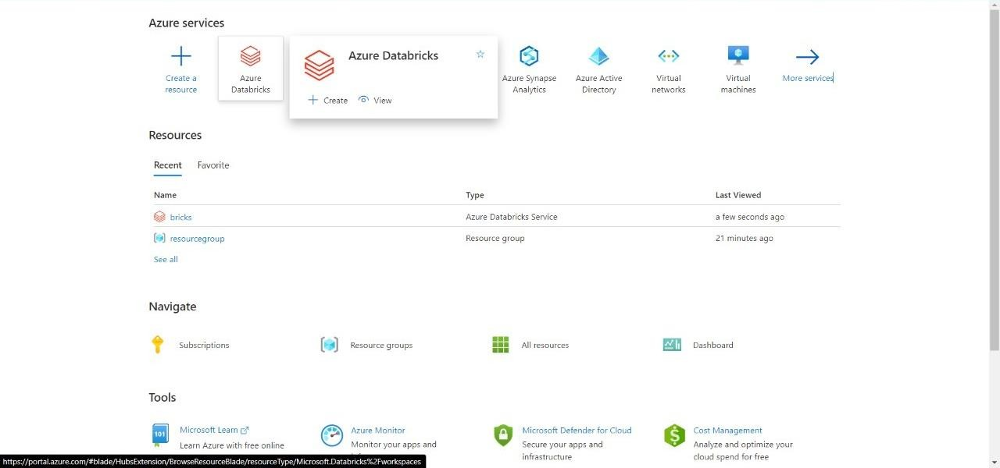 Azure services
Create a resource
Azure Databricks
Azure Databricks
Create View
Azure Synapse Analytics
Azure Active Directory
Virtual networks
Virtual machines
More services
Resources
Recent Favorite
Name Type Last Viewed
bricks Azure Databricks Service a few seconds ago
resourcegroup Resource group 21 minutes ago
See all
Navigate
Subscriptions Resource groups All resources Dashboard
Tools
101
Microsoft Learn
Learn Azure with free online
Azure Monitor
Monitor your apps and
Microsoft Defender for Cloud
Secure your apps and
infrastructure
Cost Management
Analyze and optimize your
cloud spend for free
https://portal.azure.com/#blade/HubsExtension/BrowseResourceBlade/resourceType/Microsoft.Databricks%2Fworkspaces